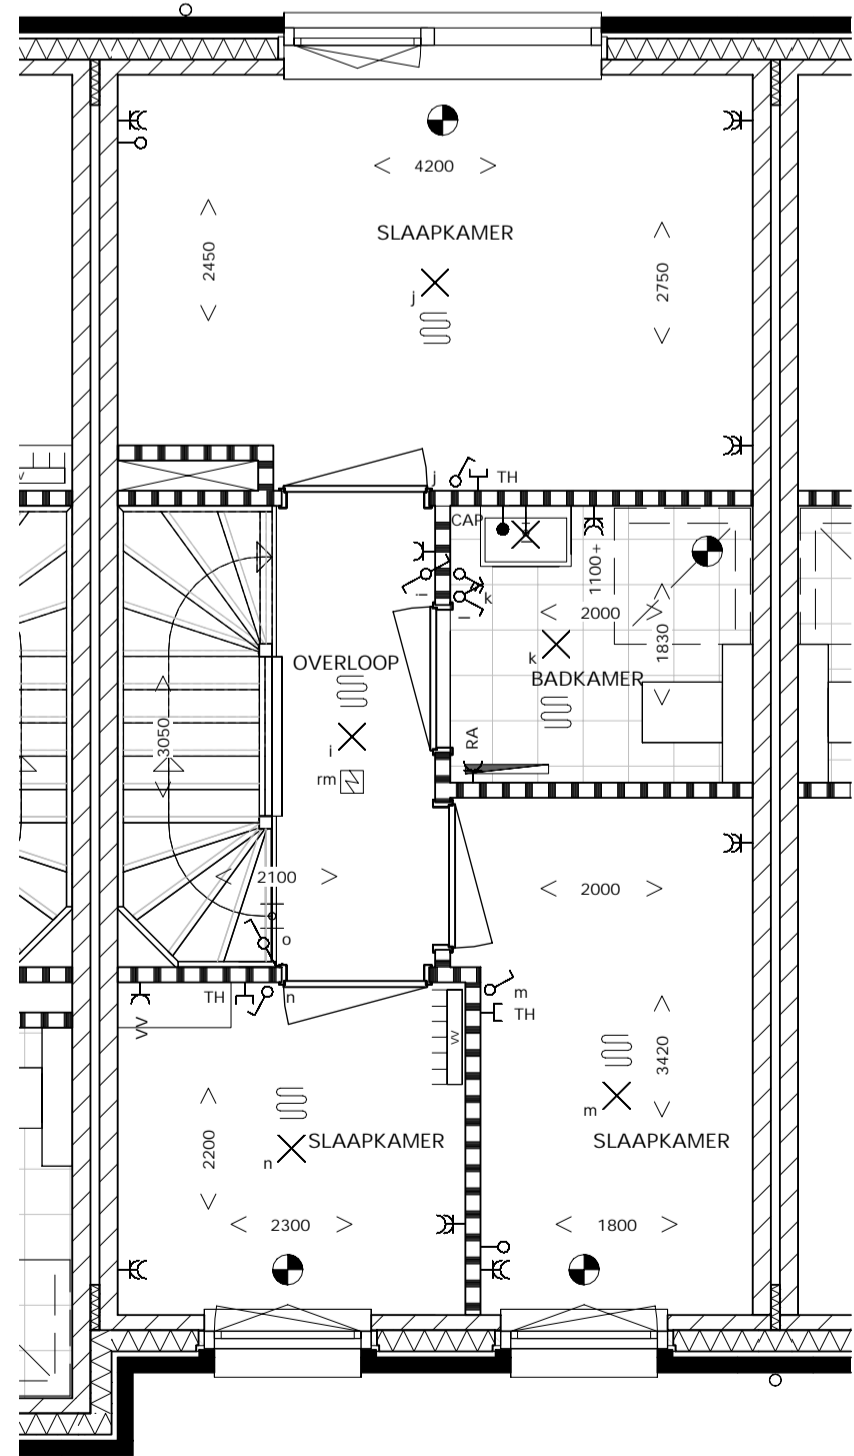 4200
SLAAPKAMER
2450
2750
j
j
TH
CAP
1100+
i
k
l
2000
1830
k
OVERLOOP
BADKAMER
3050
i
RA
rm
2100
2000
o
TH
n
m
TH
VV
VV
3420
m
2200
n
SLAAPKAMER
SLAAPKAMER
2300
1800